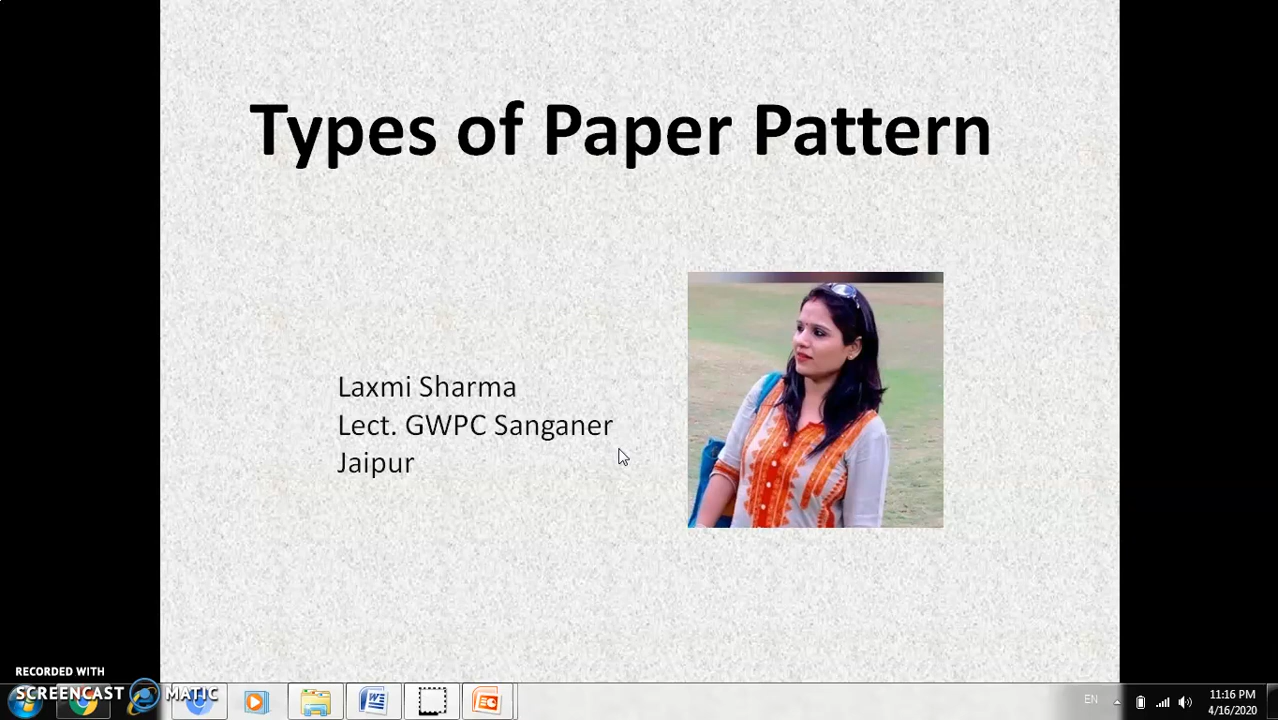 Types of Paper Pattern
Laxmi Sharma
Lect. GWPC Sanganer
Jaipur
RECORDED WITH
SCREENCAST MATIC
EN
11:16 PM
4/16/2020